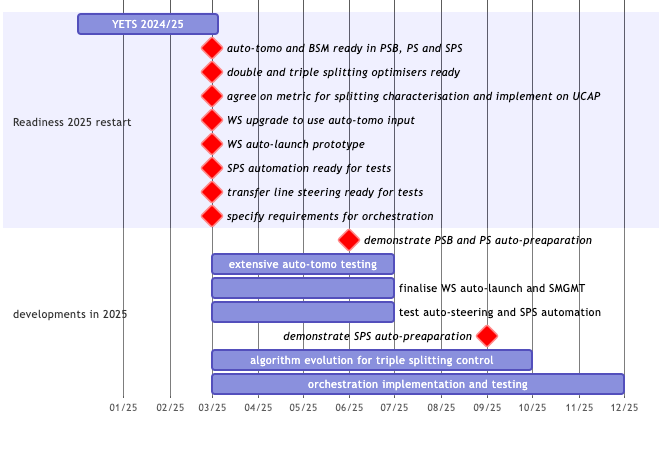 YETS 2024/25
auto-tomo and BSM ready in PSB, PS and SPS
double and triple splitting optimisers ready
agree on metric for splitting characterisation and implement on UCAP
Readiness 2025 restart
WS upgrade to use auto-tomo input
WS auto-launch prototype
SPS automation ready for tests
transfer line steering ready for tests
specify requirements for orchestration
demonstrate PSB and PS auto-preaparation
extensive auto-tomo testing
finalise WS auto-launch and SMGMT
developments in 2025
test auto-steering and SPS automation
demonstrate SPS auto-preaparation
algorithm evolution for triple splitting control
orchestration implementation and testing
01/25 02/25 03/25 04/25 05/25 06/25 07/25 08/25 09/25 10/25 11/25 12/25